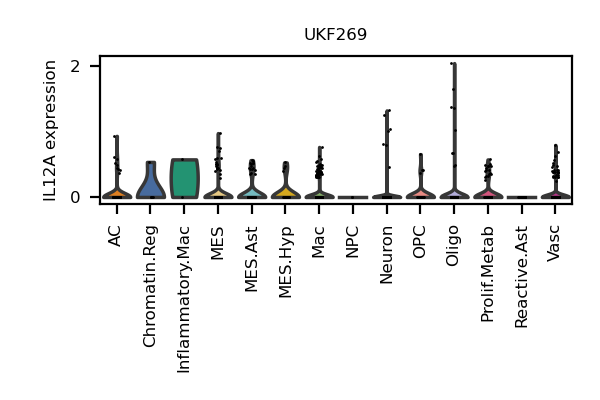 UKF269
IL12A expression
2
0
AC
Chromatin.Reg
Inflammatory.Mac
MES
MES.Ast
MES.Hyp
Mac
NPC
Neuron
OPC
Oligo
Prolif.Metab
Reactive.Ast
Vasc